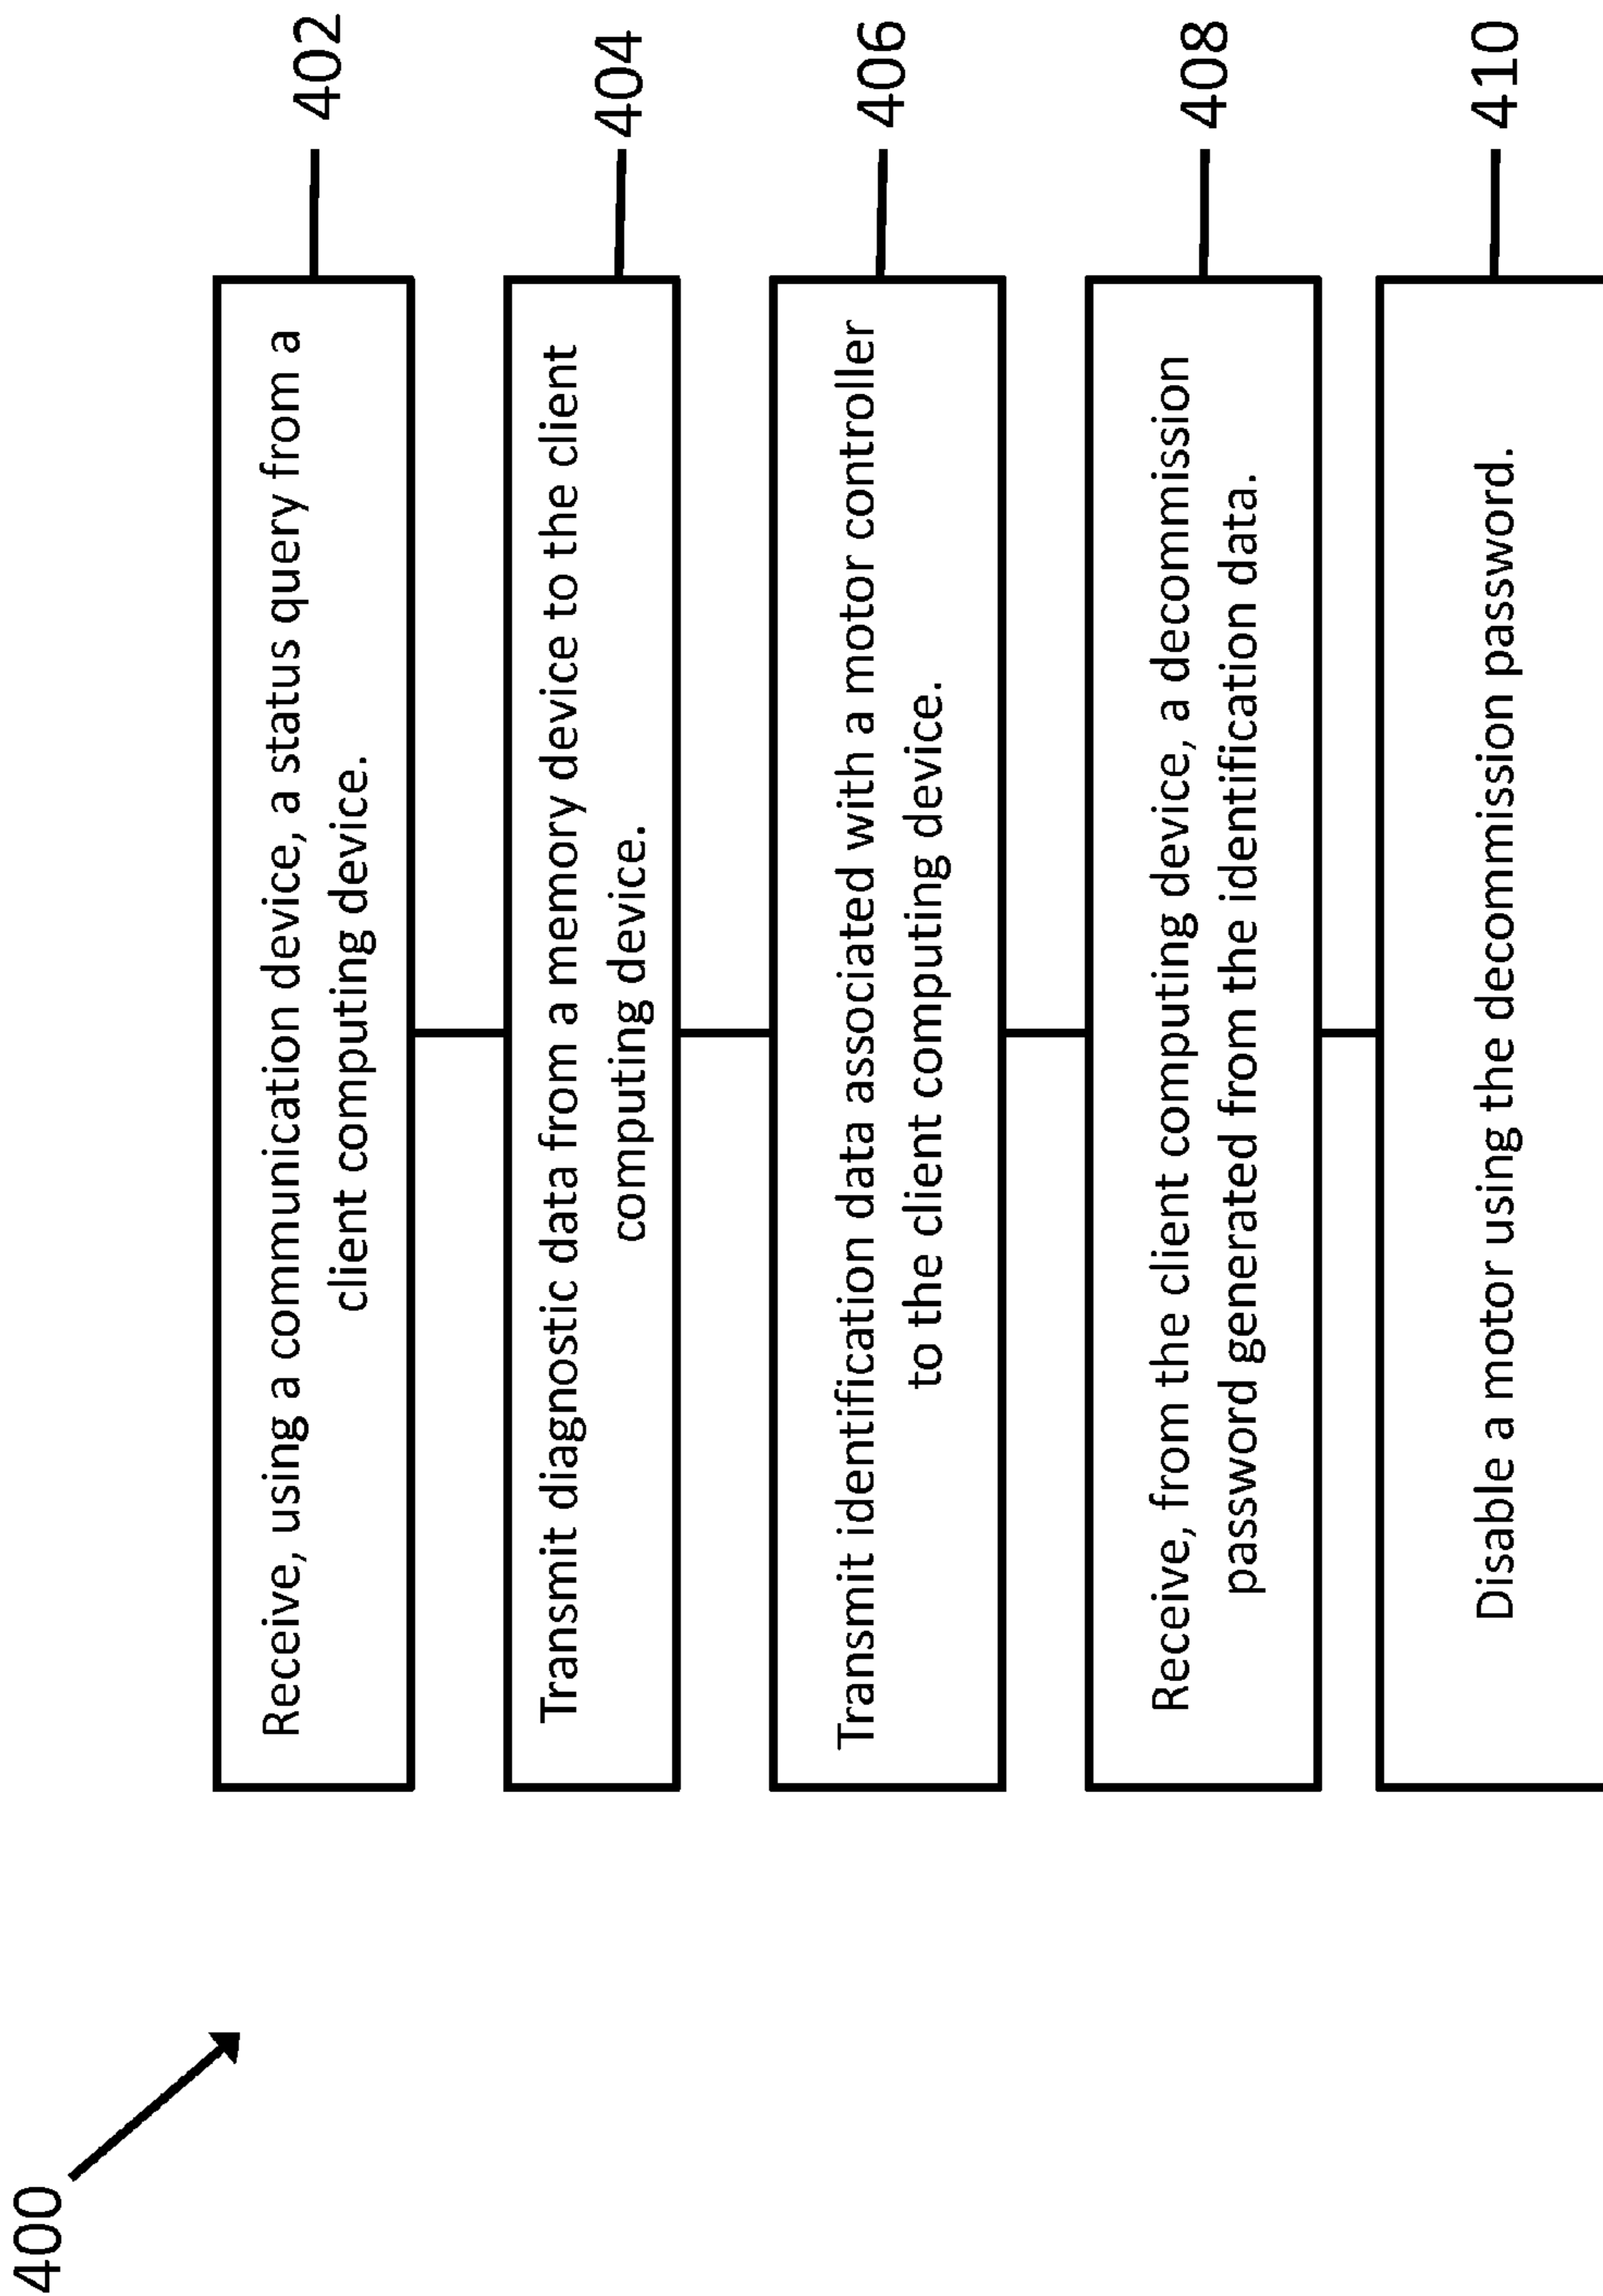 400
Receive, using a communication device, a status query from a
client computing device.
402
Transmit diagnostic data from a memory device to the client
computing device.
404
Transmit identification data associated with a motor controller
to the client computing device.
406
Receive, from the client computing device, a decommission
password generated from the identification data.
408
Disable a motor using the decommission password.
410